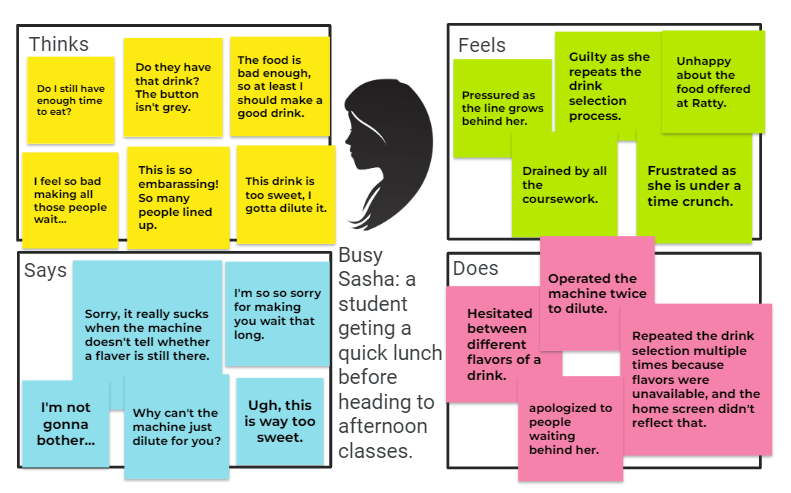 Thinks
Do I still have
enough time
to eat?
Do they have
that drink?
The button
isn't grey.
The food is
bad enough,
so at least I
should make a
good drink.
I feel so bad
making all
those people
wait...
This is so
embarassing!
So many
people lined
up.
This drink is
too sweet, I
gotta dilute it.
Feels
Pressured as
the line grows
behind her.
Guilty as she
repeats the
drink
selection
process.
Unhappy
about the
food offered
at Ratty.
Drained by all
the
coursework.
Frustrated as
she is under a
time crunch.
Says
Sorry, it really sucks
when the machine
doesn't tell whether
a flaver is still there.
I'm so so sorry
for making
you wait that
long.
I'm not
gonna
bother...
Why can't the
machine just
dilute for you?
Ugh, this
is way too
sweet.
Busy
Sasha: a
student
geting a
quick lunch
before
heading to
afternoon
classes.
Does
Hesitated
between
different
flavors of a
drink.
Operated the
machine twice
to dilute.
Repeated the drink
selection multiple
times because
flavors were
unavailable, and the
home screen didn't
reflect that.
apologized to
people
waiting
behind her.